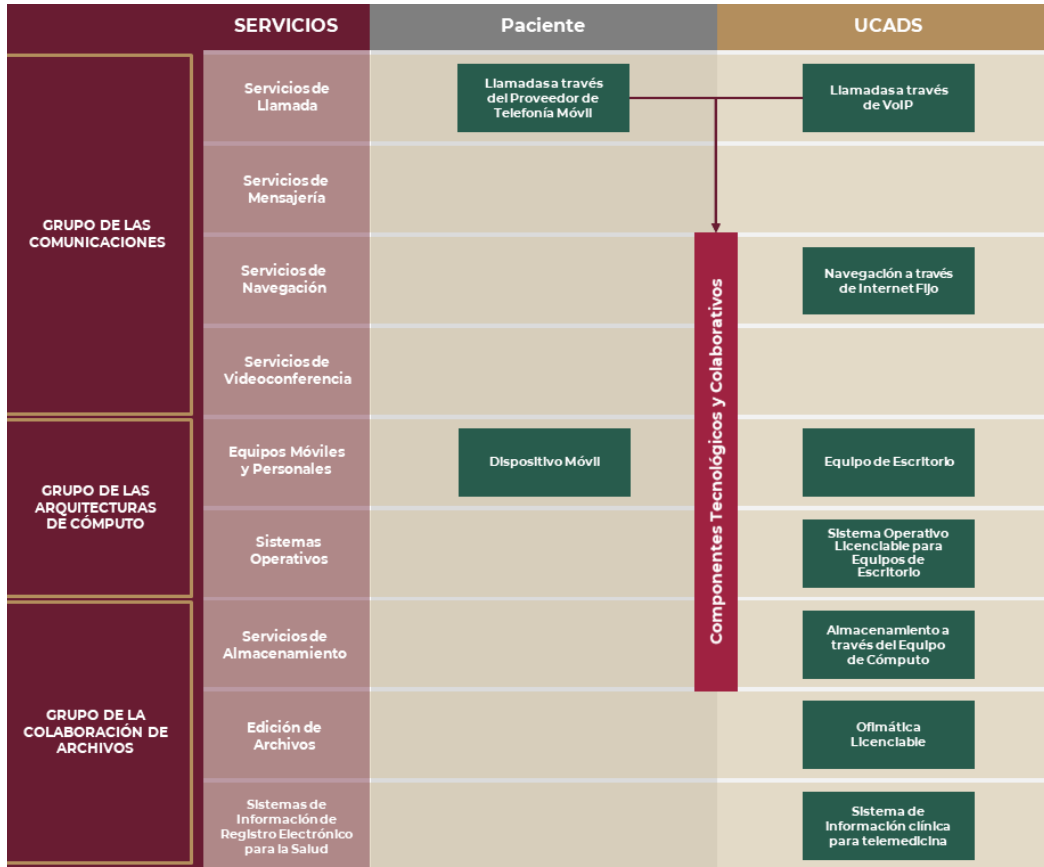 SERVICIOS
Paciente
UCADS
GRUPO DE LAS
COMUNICACIONES
Servicios de
Llamada
Llamadas a través
del Proveedor de
Telefonía Móvil
Llamadas a través
de VoIP
Servicios de
Mensajería
Servicios de
Navegación
Navegación a través
de Internet Fijo
Servicios de
Videoconferencia
Componentes Tecnológicos y Colaborativos
GRUPO DE LAS
ARQUITECTURAS
DE CÓMPUTO
Equipos Móviles
y Personales
Dispositivo Móvil
Equipo de Escritorio
Sistemas
Operativos
Sistema Operativo
Licenciable para
Equipos de
Escritorio
GRUPO DE LA
COLABORACIÓN DE
ARCHIVOS
Servicios de
Almacenamiento
Almacenamiento a
través del Equipo
de Cómputo
Edición de
Archivos
Ofimática
Licenciable
Sistemas de
Información de
Registro Electrónico
para la Salud
Sistema de
información clínica
para telemedicina